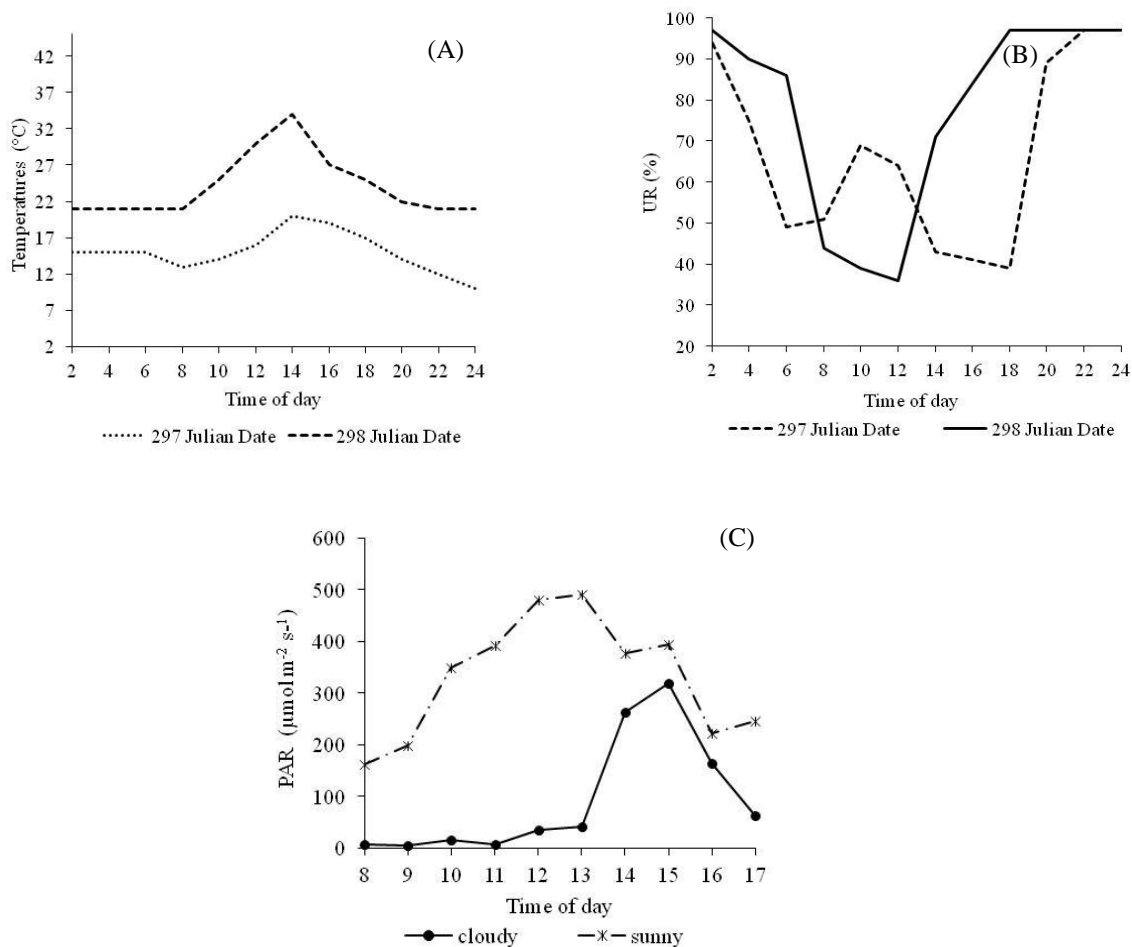 (A)
Temperatures (°C)
42
37
32
27
22
17
12
7
2
2 4 6 8 10 12 14 16 18 20 22 24
Time of day
297 Julian Date 298 Julian Date
(B)
UR (%)
100
90
80
70
60
50
40
30
20
2 4 6 8 10 12 14 16 18 20 22 24
Time of day
297 Julian Date 298 Julian Date
(C)
PAR (µmol m⁻² s-¹)
600
500
400
300
200
100
0
8 9 10 11 12 13 14 15 16 17
Time of day
cloudy sunny